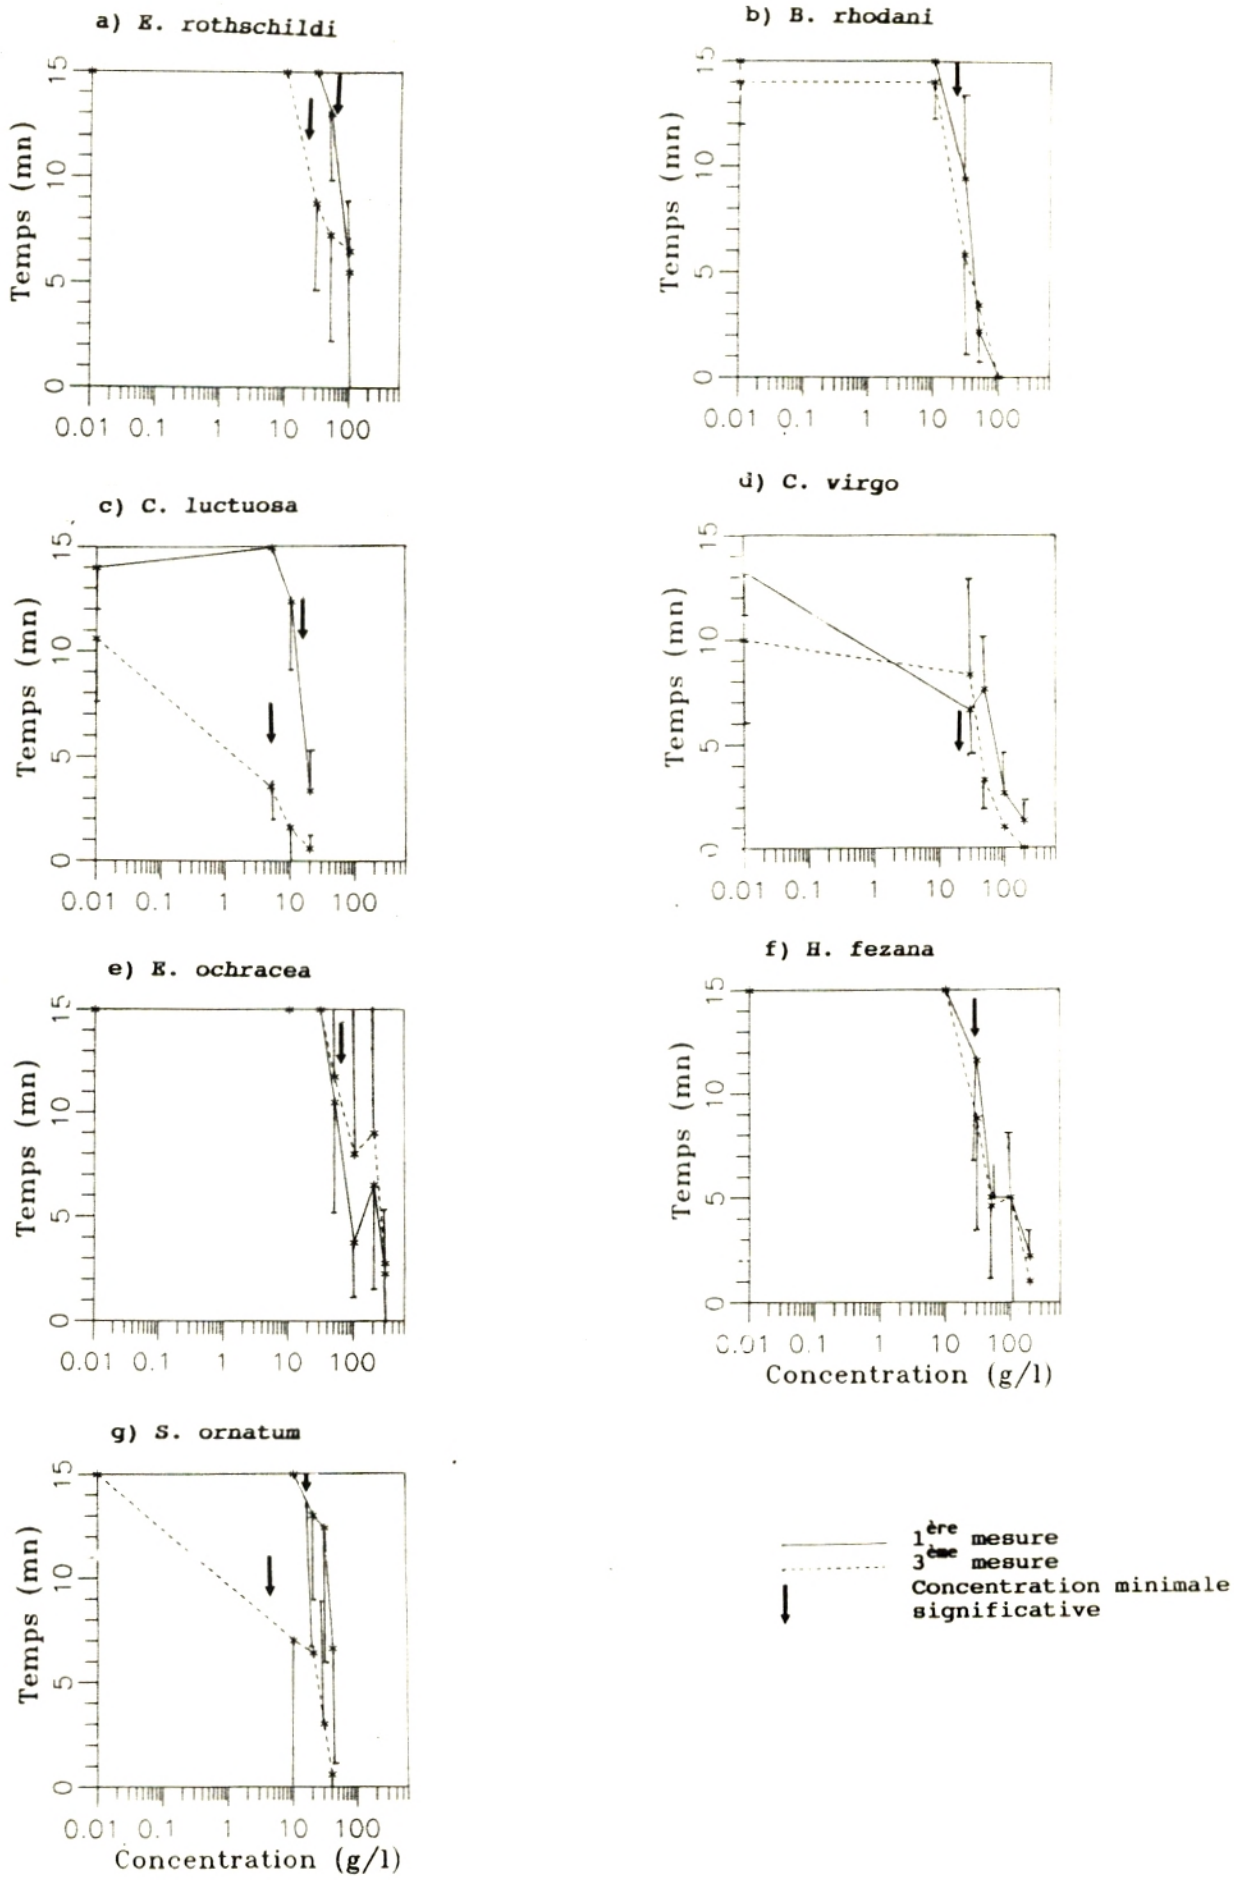 a) E. rothschildi
15
10
5
0
Temps (mn)
0.01 0.1 1 10 100
b) B. rhodani
15
10
5
0
Temps (mn)
0.01 0.1 1 10 100
c) C. luctuosa
15
10
5
0
Temps (mn)
0.01 0.1 1 10 100
d) C. virgo
15
10
5
0
Temps (mn)
0.01 0.1 1 10 100
e) E. ochracea
15
10
5
0
Temps (mn)
0.01 0.1 1 10 100
f) H. fezana
15
10
5
0
Temps (mn)
0.01 0.1 1 10 100
Concentration (g/l)
g) S. ornatum
15
10
5
0
Temps (mn)
0.01 0.1 1 10 100
Concentration (g/l)
1ère mesure
3ème mesure
Concentration minimale
significative